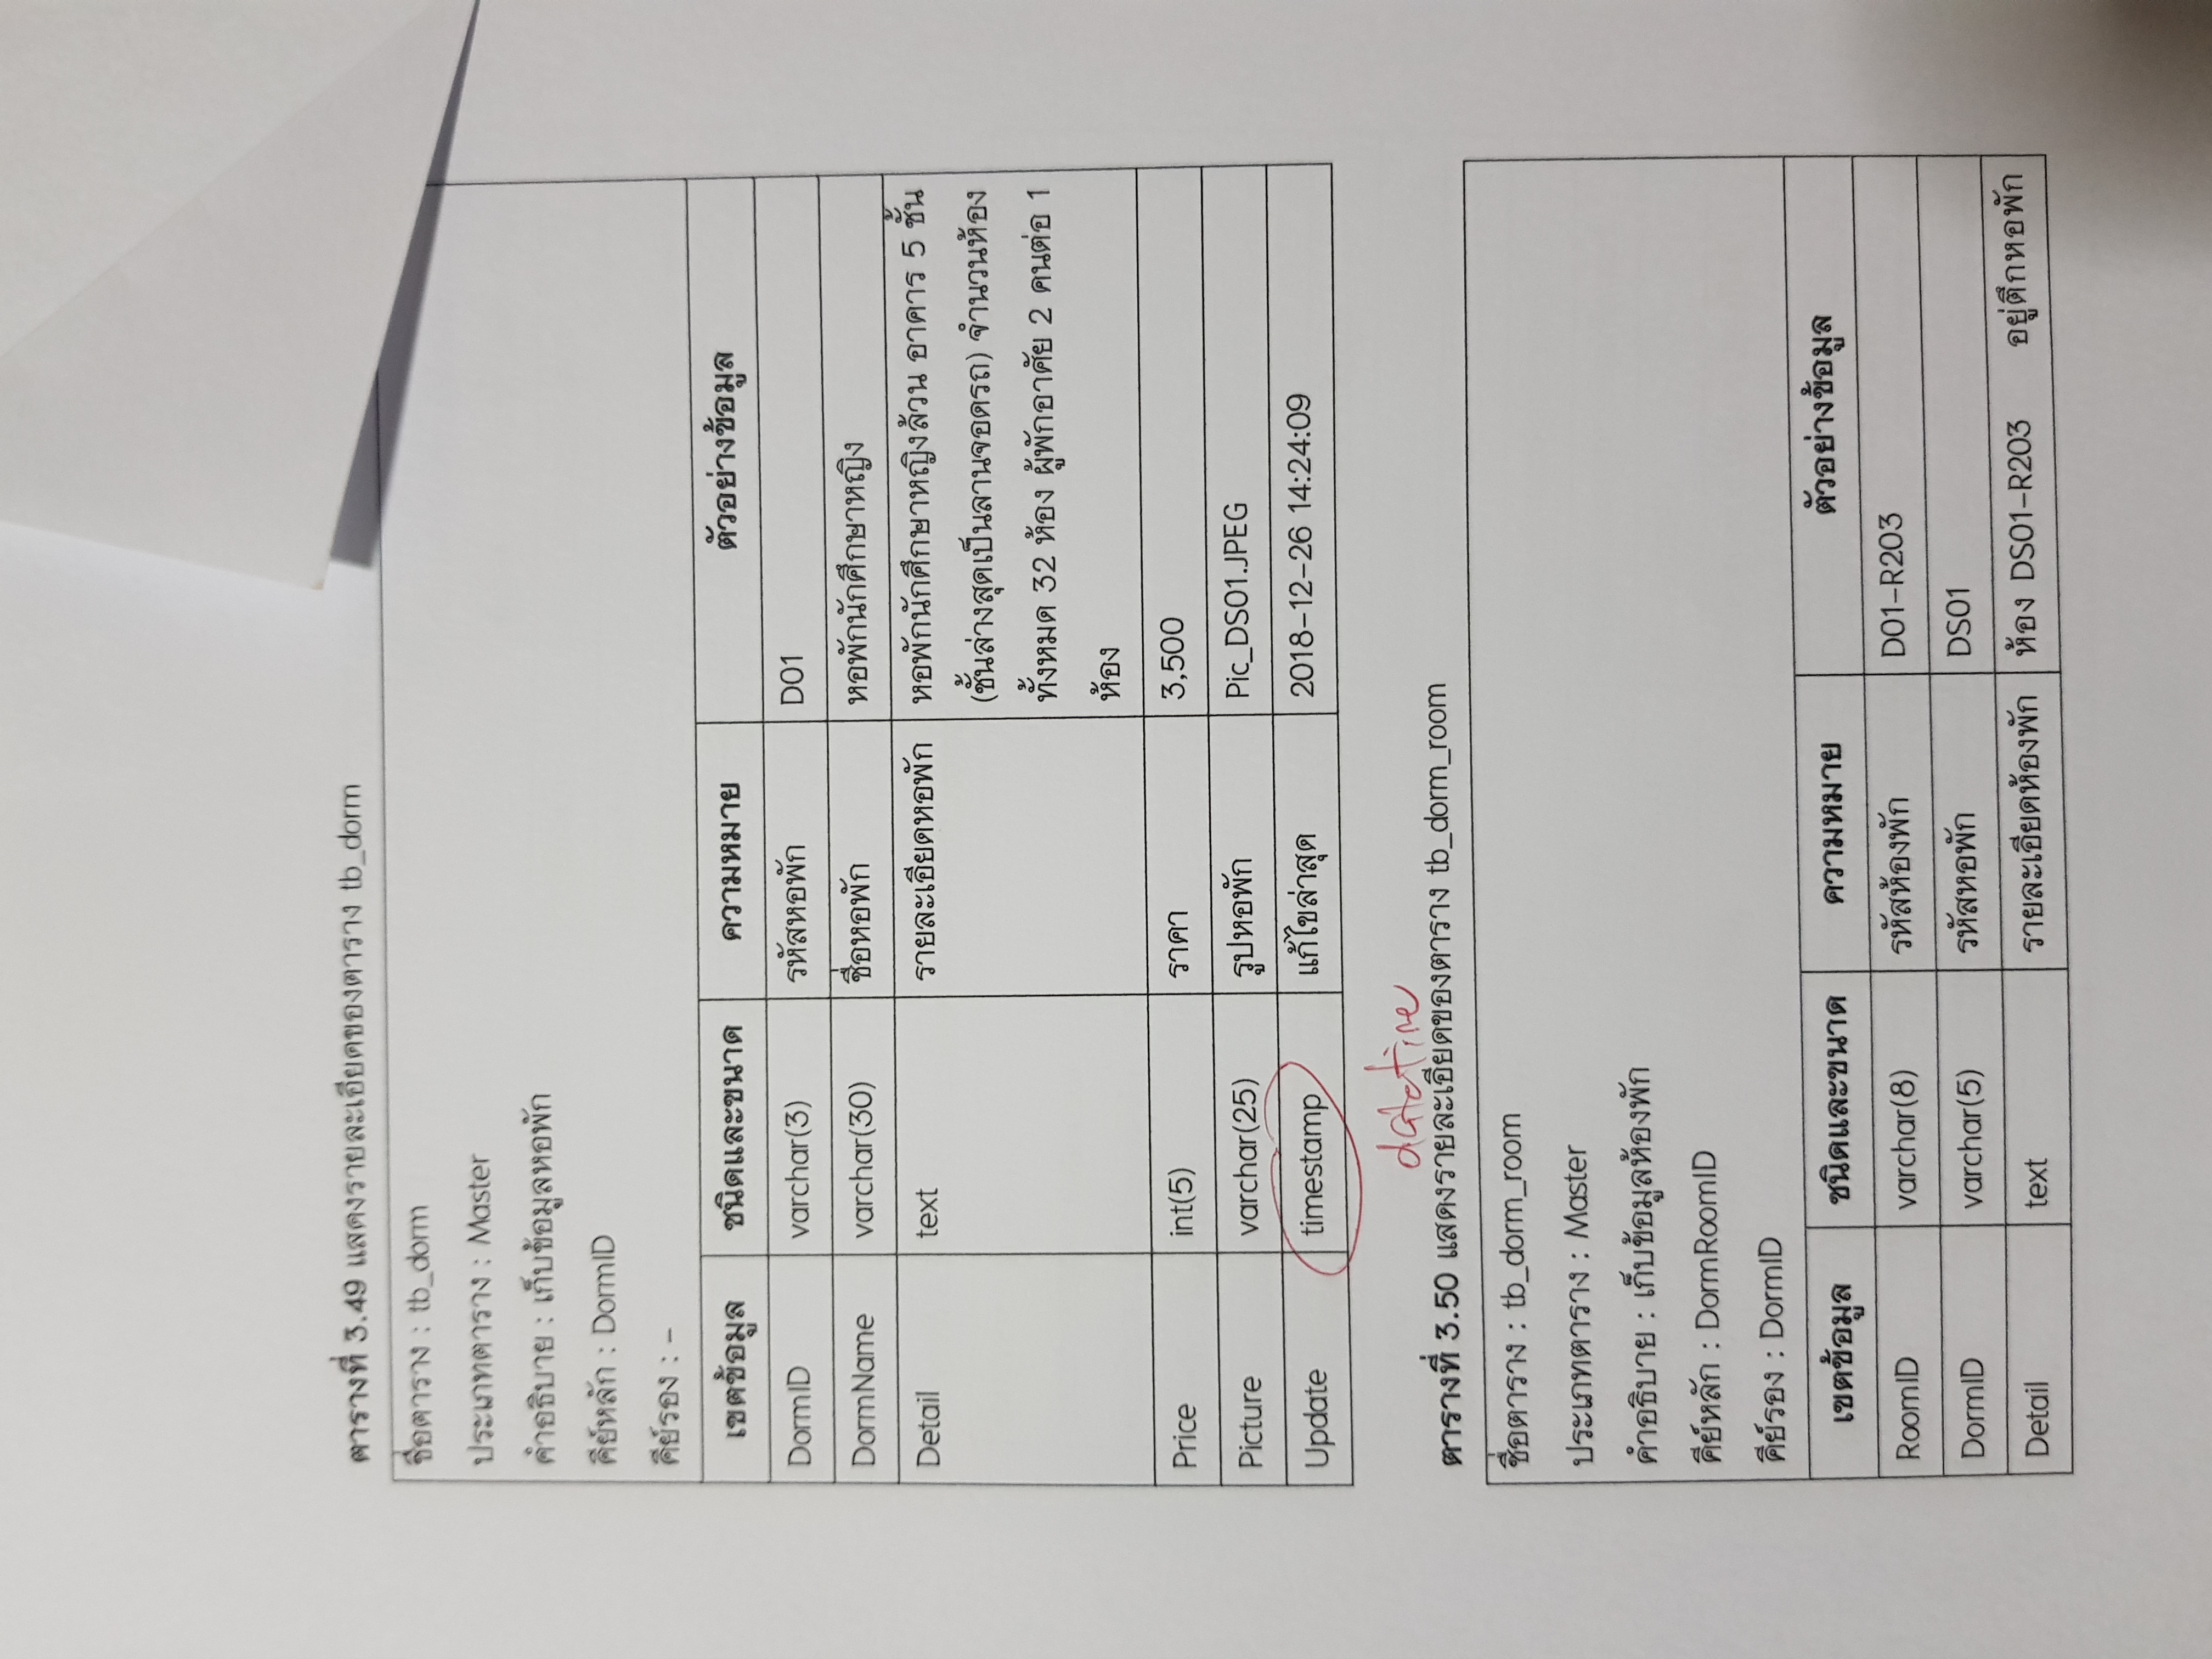 ตารางที่ 3.49 แสดงรายละเอียดของตาราง tb_dorm
ชื่อตาราง : tb_dorm
ประเภทตาราง : Master
คำอธิบาย : เก็บข้อมูลหอพัก
คีย์หลัก : DormID
คีย์รอง : -
เขตข้อมูล ชนิดและขนาด ความหมาย ตัวอย่างข้อมูล
DormID varchar(3) รหัสหอพัก D01
DormName varchar(30) ชื่อหอพัก หอพักนักศึกษาหญิง
Detail text รายละเอียดหอพัก หอพักนักศึกษาหญิงล้วน อาคาร 5 ชั้น
(ชั้นล่างสุดเป็นลานจอดรถ) จำนวนห้อง
ทั้งหมด 32 ห้อง ผู้พักอาศัย 2 คนต่อ 1
ห้อง
Price int(5) ราคา 3,500
Picture varchar(25) รูปหอพัก Pic_DS01.JPEG
Update timestamp แก้ไขล่าสุด 2018-12-26 14:24:09
datetime
ตารางที่ 3.50 แสดงรายละเอียดของตาราง tb_dorm_room
ชื่อตาราง : tb_dorm_room
ประเภทตาราง : Master
คำอธิบาย : เก็บข้อมูลห้องพัก
คีย์หลัก : DormRoomID
คีย์รอง : DormID
เขตข้อมูล ชนิดและขนาด ความหมาย ตัวอย่างข้อมูล
RoomID varchar(8) รหัสห้องพัก D01-R203
DormID varchar(5) รหัสหอพัก DS01
Detail text รายละเอียดห้องพัก ห้อง DS01-R203 อยู่ตึกหอพัก